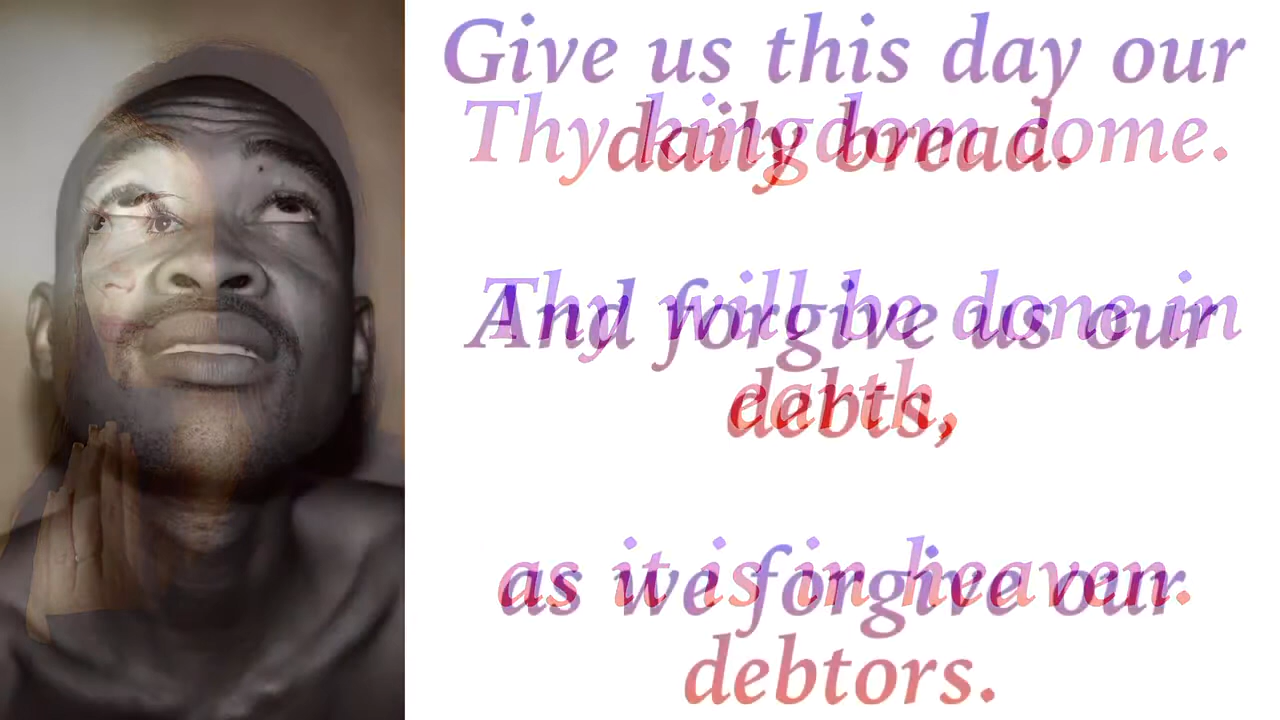 Give us this day our
Thy kingdom come.
daily bread.
Thy will be done in
And forgive us our
earth,
debts,
as it is in heaven.
as we forgive our
debtors.